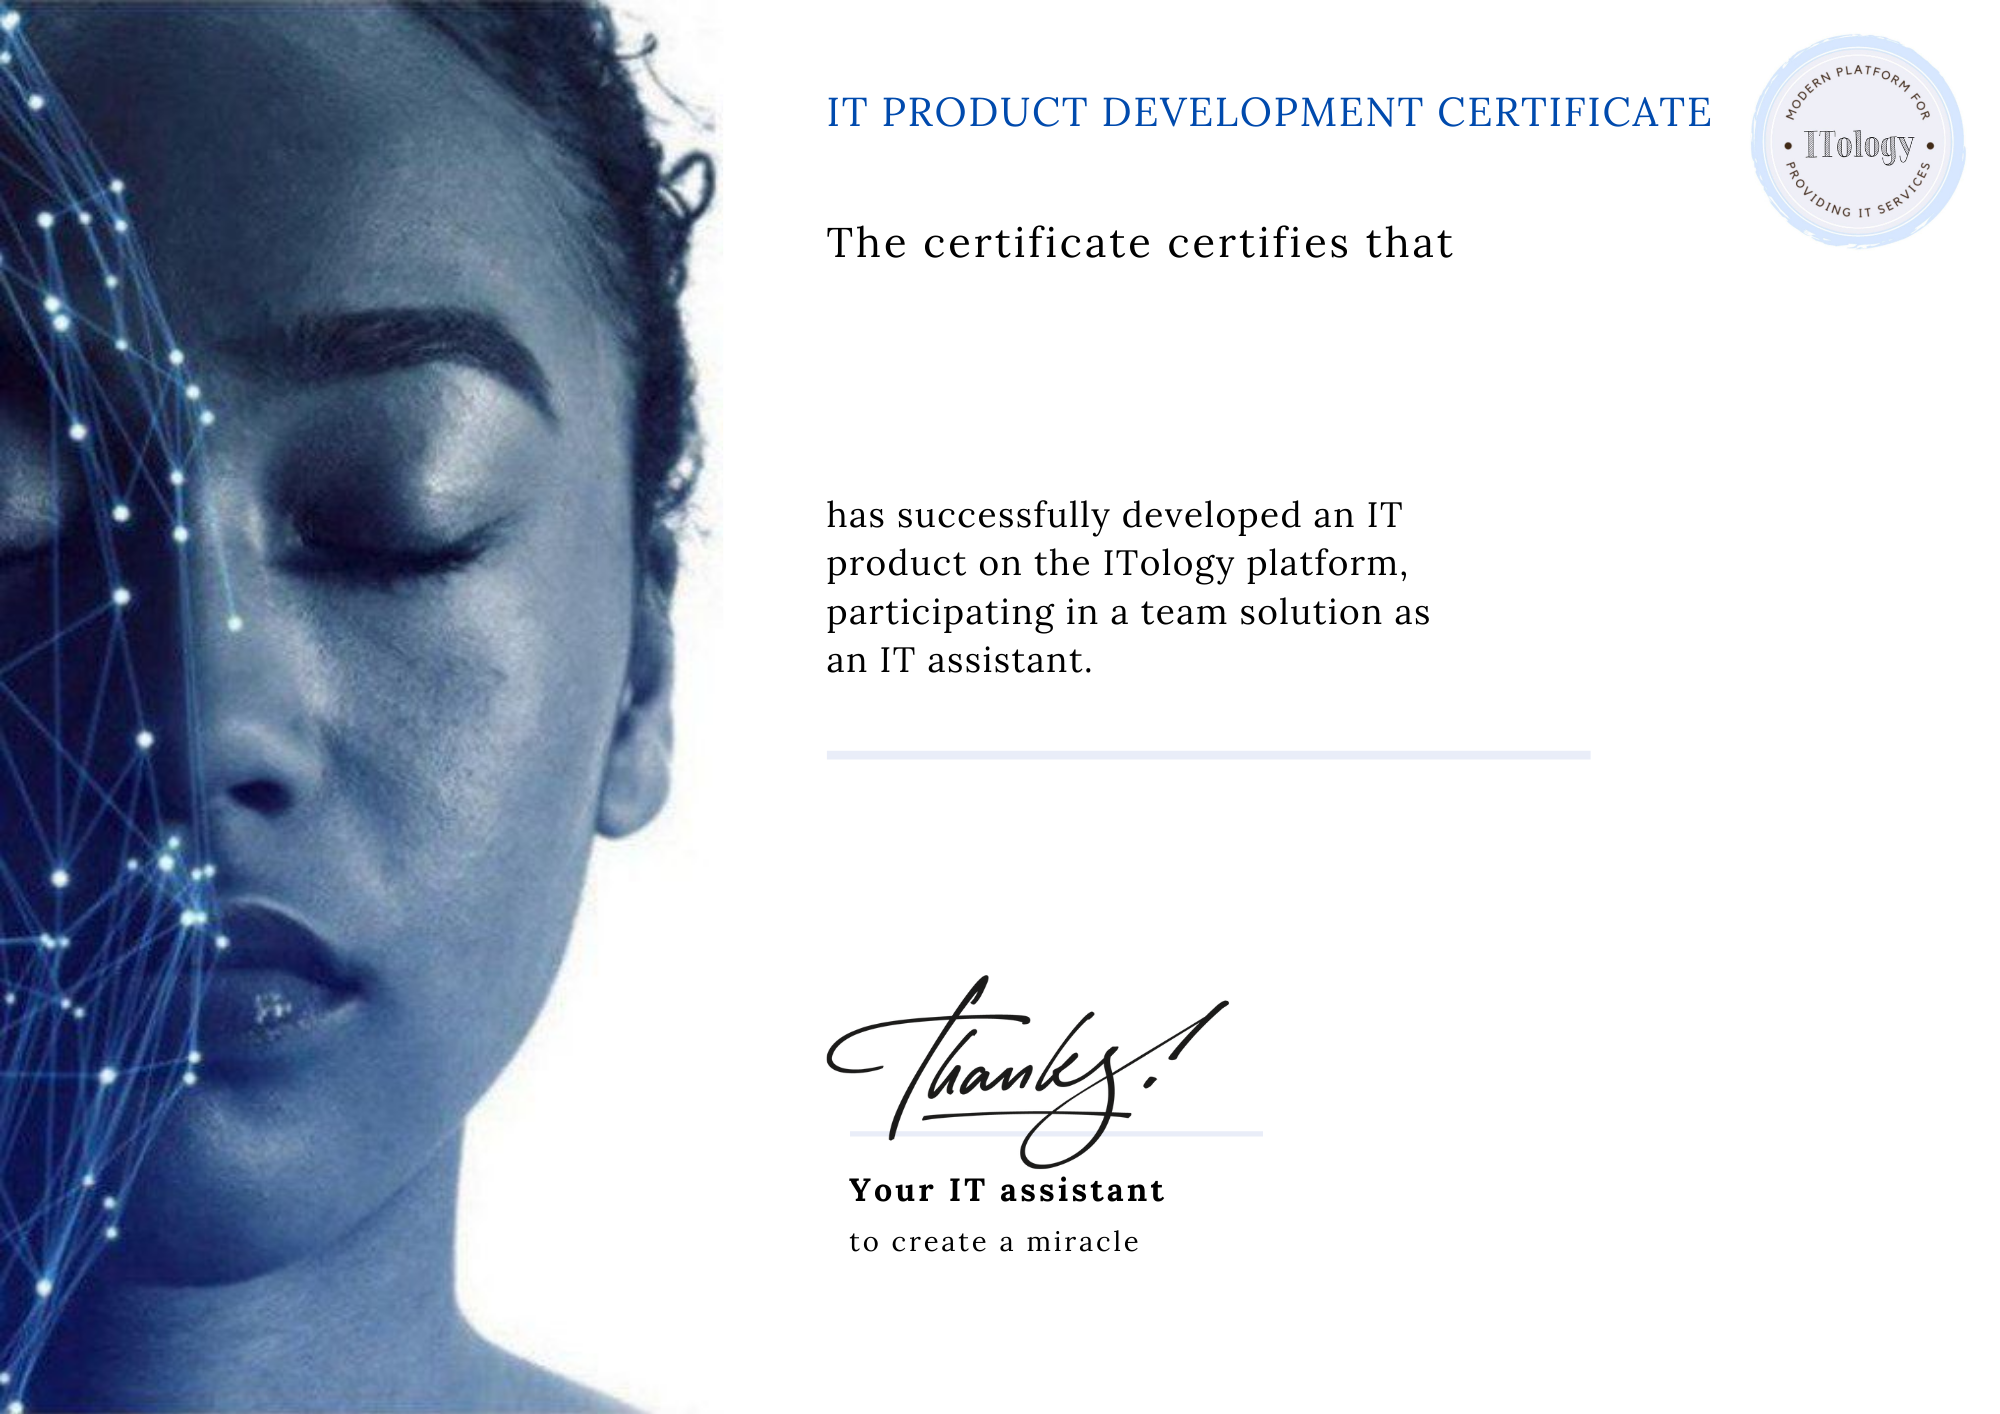 IT PRODUCT DEVELOPMENT CERTIFICATE
MODERN PLATFORM FOR
• ITology •
PROVIDING IT SERVICES
The certificate certifies that
has successfully developed an IT
product on the ITology platform,
participating in a team solution as
an IT assistant.
Thanks!
Your IT assistant
to create a miracle